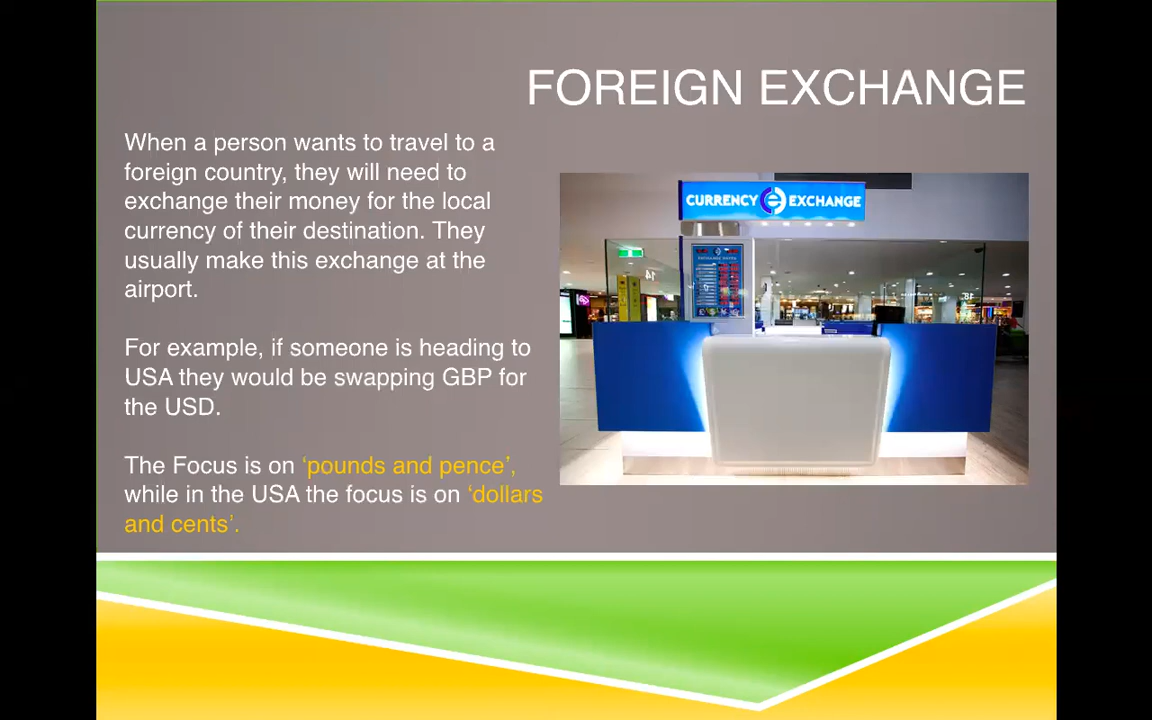 FOREIGN EXCHANGE
When a person wants to travel to a
foreign country, they will need to
exchange their money for the local
currency of their destination. They
usually make this exchange at the
airport.
For example, if someone is heading to
USA they would be swapping GBP for
the USD.
The Focus is on ‘pounds and pence’,
while in the USA the focus is on ‘dollars
and cents’.
CURRENCY EXCHANGE
14